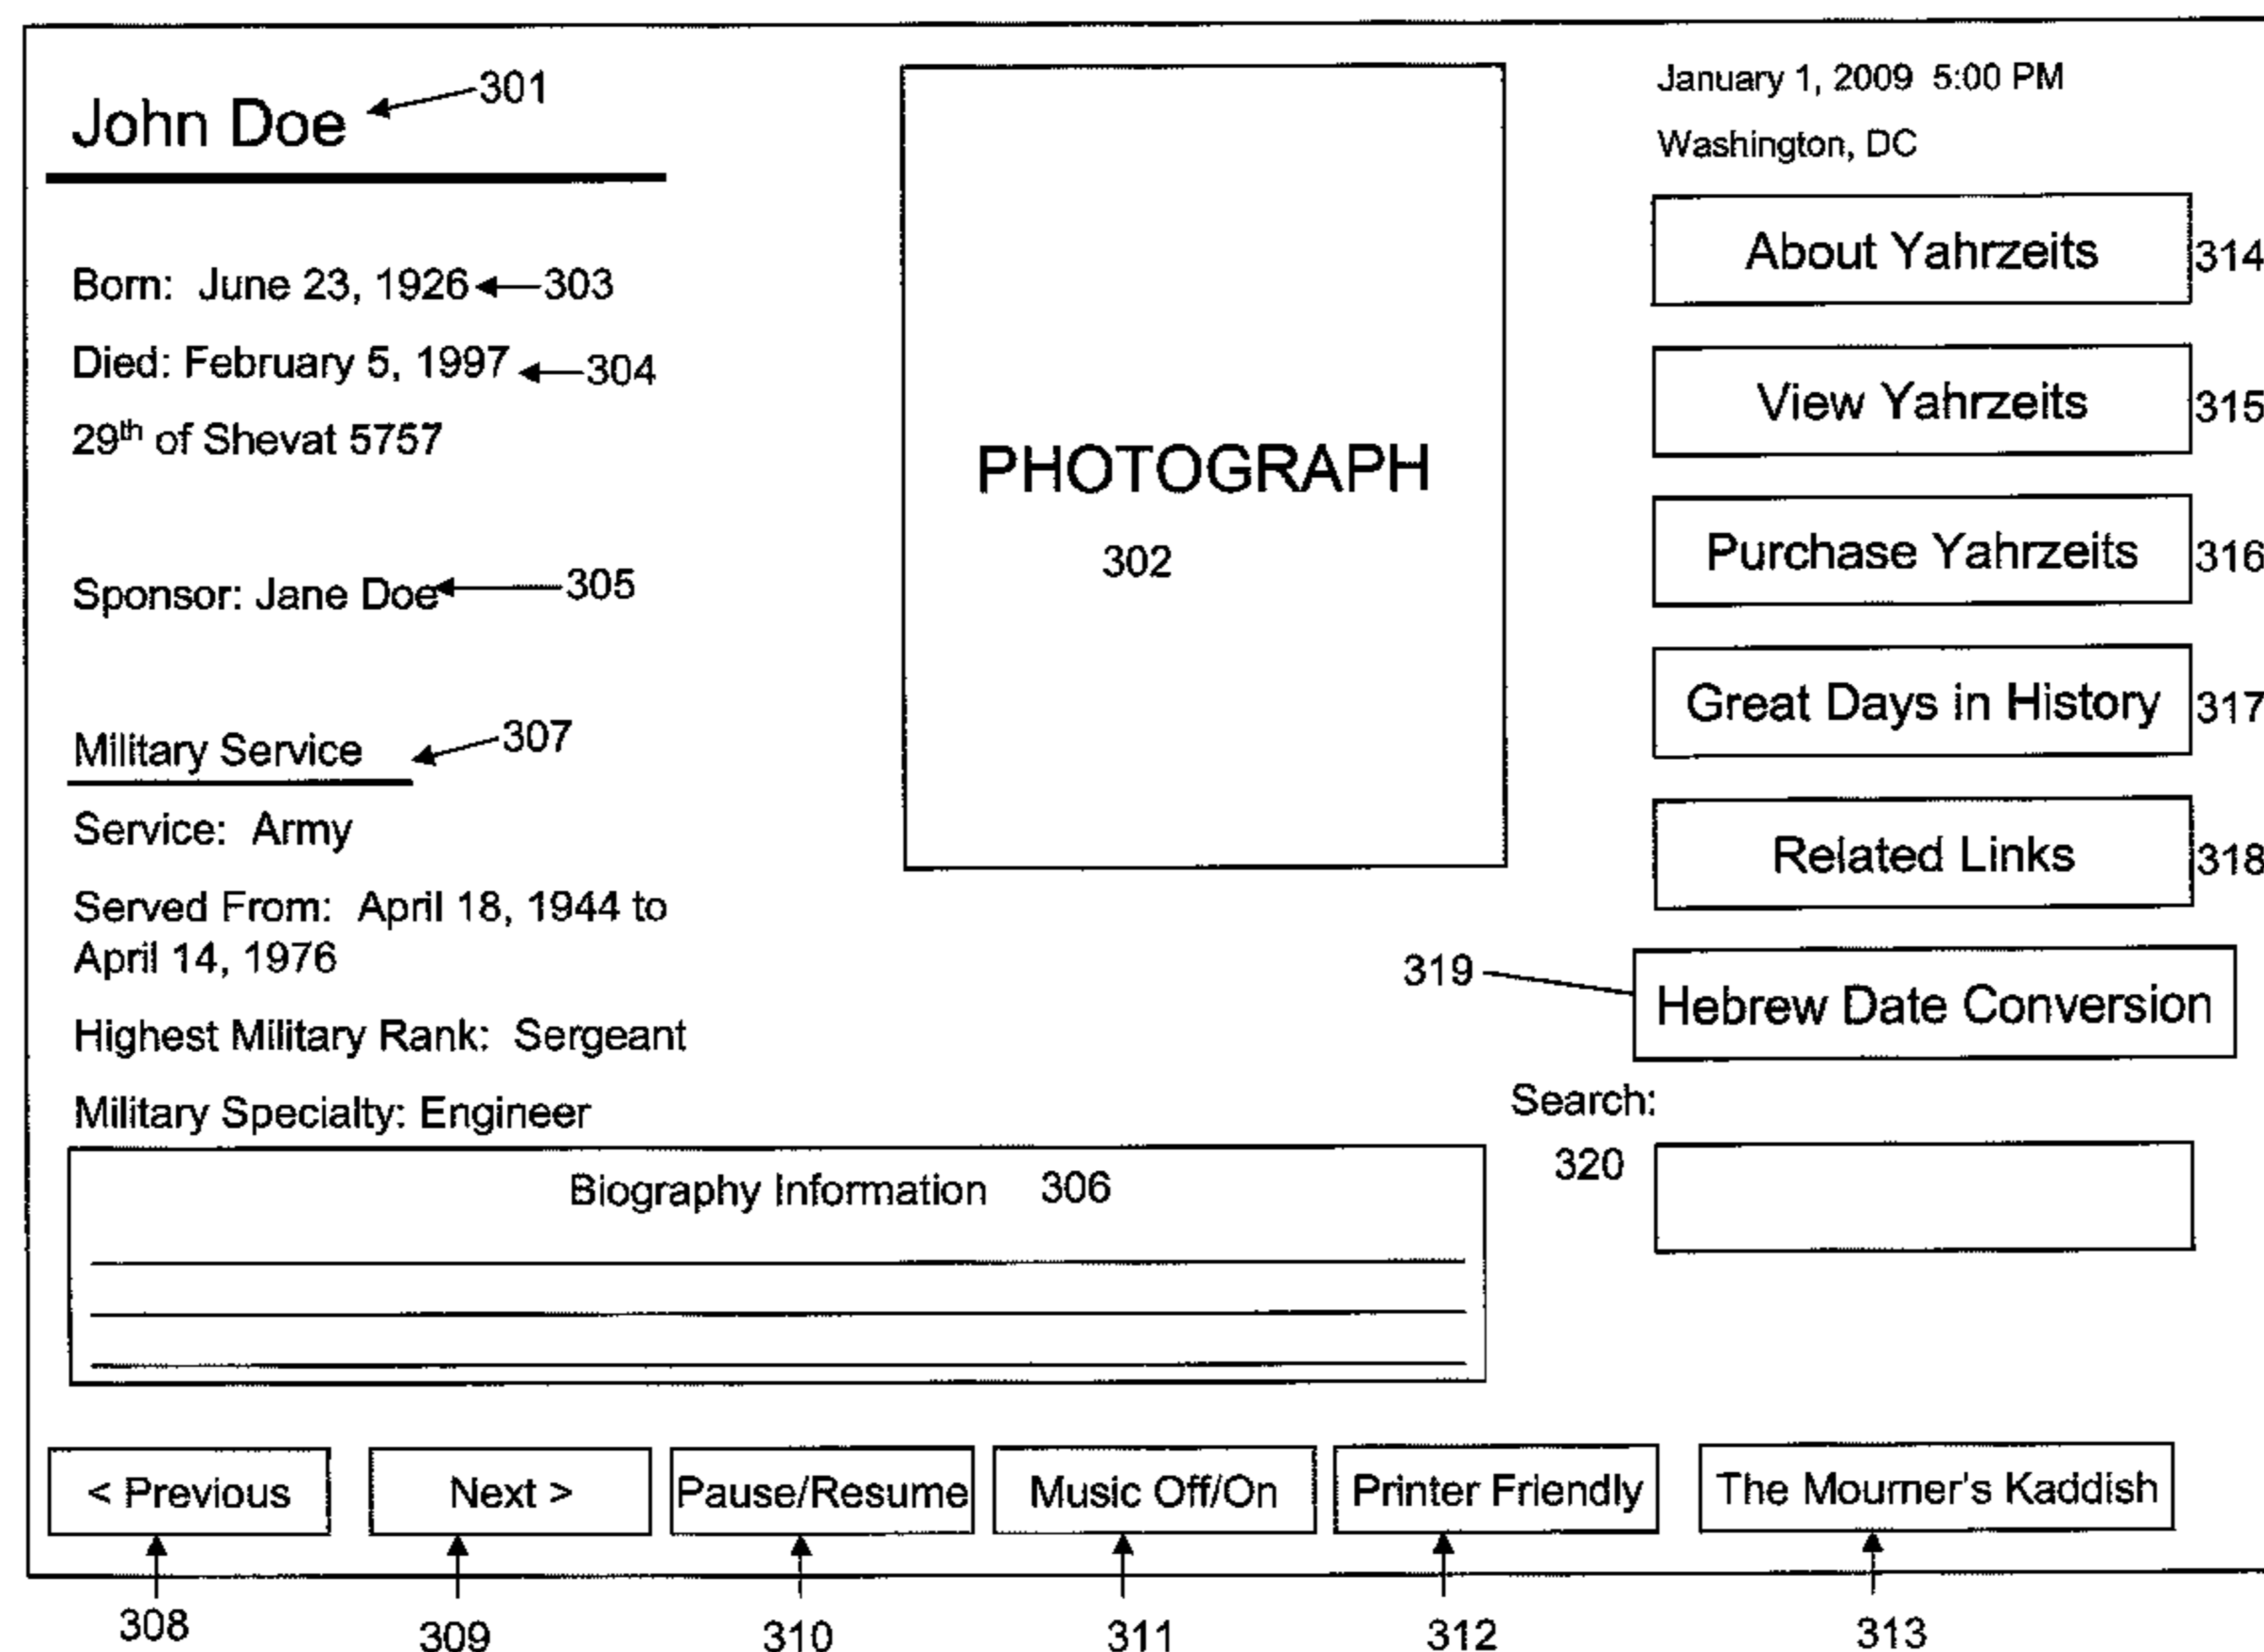 John Doe 301
Born: June 23, 1926 303
Died: February 5, 1997 304
29th of Shevat 5757
Sponsor: Jane Doe 305
Military Service 307
Service: Army
Served From: April 18, 1944 to
April 14, 1976
Highest Military Rank: Sergeant
Military Specialty: Engineer
PHOTOGRAPH
302
January 1, 2009 5:00 PM
Washington, DC
About Yahrzeits 314
View Yahrzeits 315
Purchase Yahrzeits 316
Great Days in History 317
Related Links 318
319 Hebrew Date Conversion
Search:
320
Biography Information 306
< Previous Next > Pause/Resume Music Off/On Printer Friendly The Mourner's Kaddish
308 309 310 311 312 313